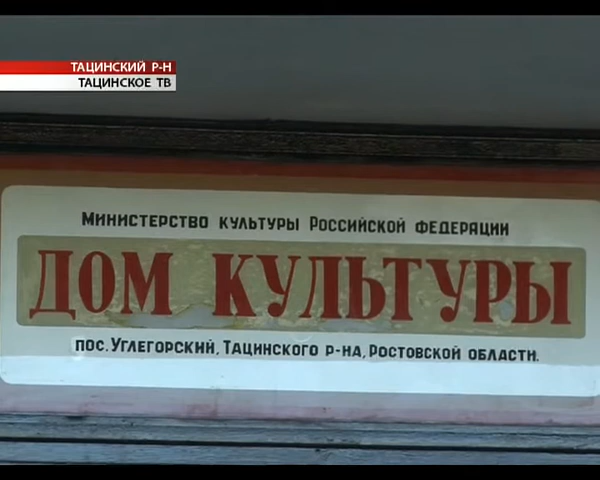 ТАЦИНСКИЙ Р-Н
ТАЦИНСКОЕ ТВ
МИНИСТЕРСТВО КУЛЬТУРЫ РОССИЙСКОЙ ФЕДЕРАЦИИ
ДОМ КУЛЬТУРЫ
ПОС. УГЛЕГОРСКИЙ, ТАЦИНСКОГО Р-НА, РОСТОВСКОЙ ОБЛАСТИ.